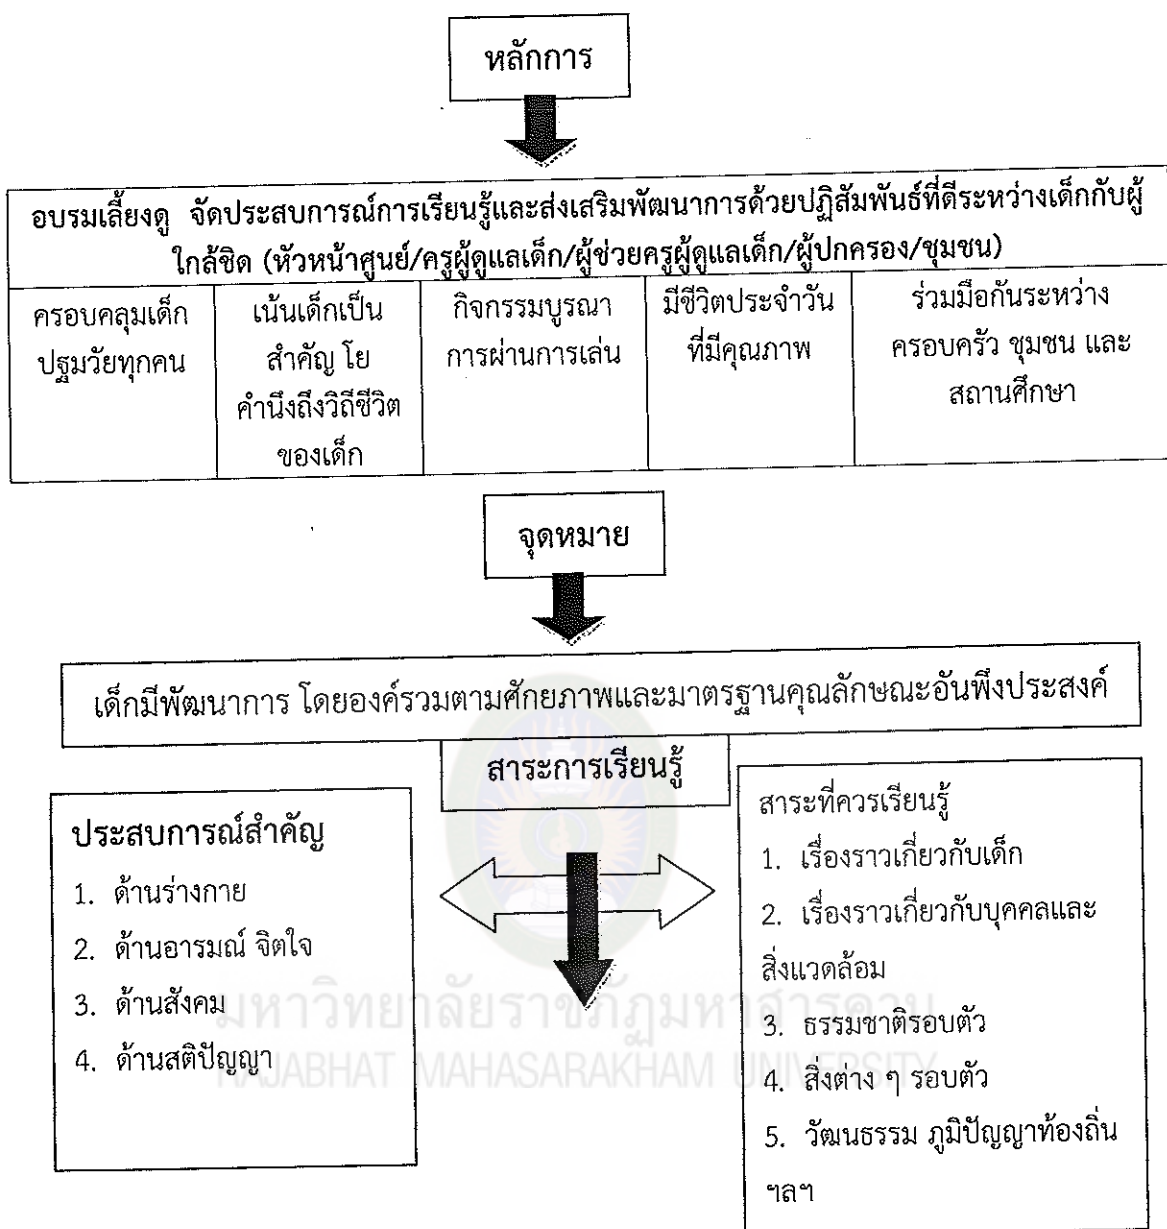 หลักการ
อบรมเลี้ยงดู จัดประสบการณ์การเรียนรู้และส่งเสริมพัฒนาการด้วยปฏิสัมพันธ์ที่ดีระหว่างเด็กกับผู้
ใกล้ชิด (หัวหน้าศูนย์/ครูผู้ดูแลเด็ก/ผู้ช่วยครูผู้ดูแลเด็ก/ผู้ปกครอง/ชุมชน)
ครอบคลุมเด็ก
ปฐมวัยทุกคน
เน้นเด็กเป็น
สำคัญ โย
คำนึงถึงวิถีชีวิต
ของเด็ก
กิจกรรมบูรณา
การผ่านการเล่น
มีชีวิตประจำวัน
ที่มีคุณภาพ
ร่วมมือกันระหว่าง
ครอบครัว ชุมชน และ
สถานศึกษา
จุดหมาย
เด็กมีพัฒนาการ โดยองค์รวมตามศักยภาพและมาตรฐานคุณลักษณะอันพึงประสงค์
สาระการเรียนรู้
ประสบการณ์สำคัญ
1. ด้านร่างกาย
2. ด้านอารมณ์ จิตใจ
3. ด้านสังคม
4. ด้านสติปัญญา
สาระที่ควรเรียนรู้
1. เรื่องราวเกี่ยวกับเด็ก
2. เรื่องราวเกี่ยวกับบุคคลและ
สิ่งแวดล้อม
3. ธรรมชาติรอบตัว
4. สิ่งต่าง ๆ รอบตัว
5. วัฒนธรรม ภูมิปัญญาท้องถิ่น
ฯลฯ
มหาวิทยาลัยราชภัฏมหาสารคาม
RAJABHAT MAHASARAKHAM UNIVERSITY